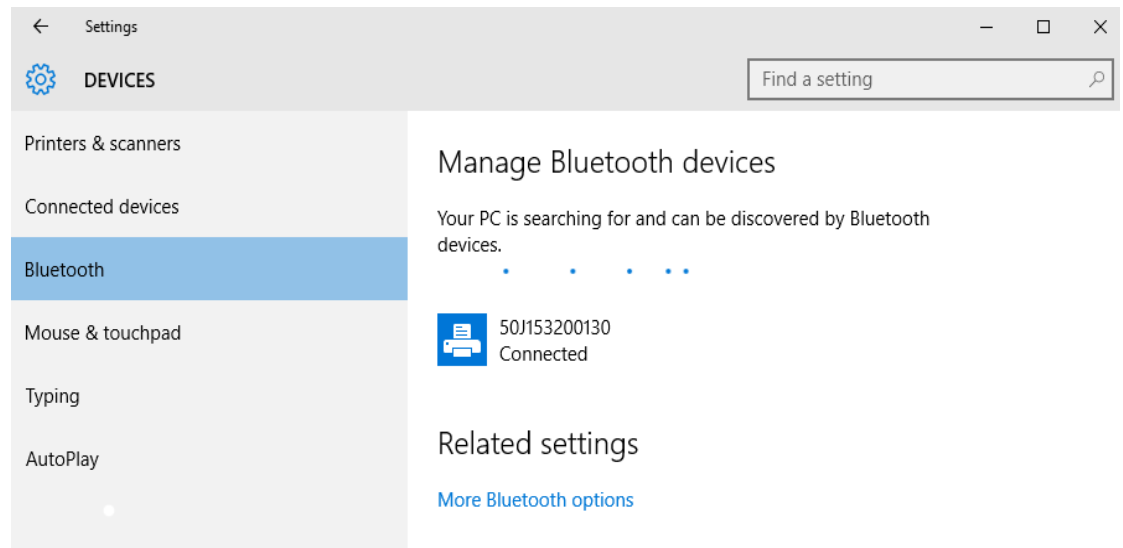 Settings
DEVICES
Find a setting
Printers & scanners
Connected devices
Bluetooth
Mouse & touchpad
Typing
AutoPlay
Manage Bluetooth devices
Your PC is searching for and can be discovered by Bluetooth
devices.
50J153200130
Connected
Related settings
More Bluetooth options